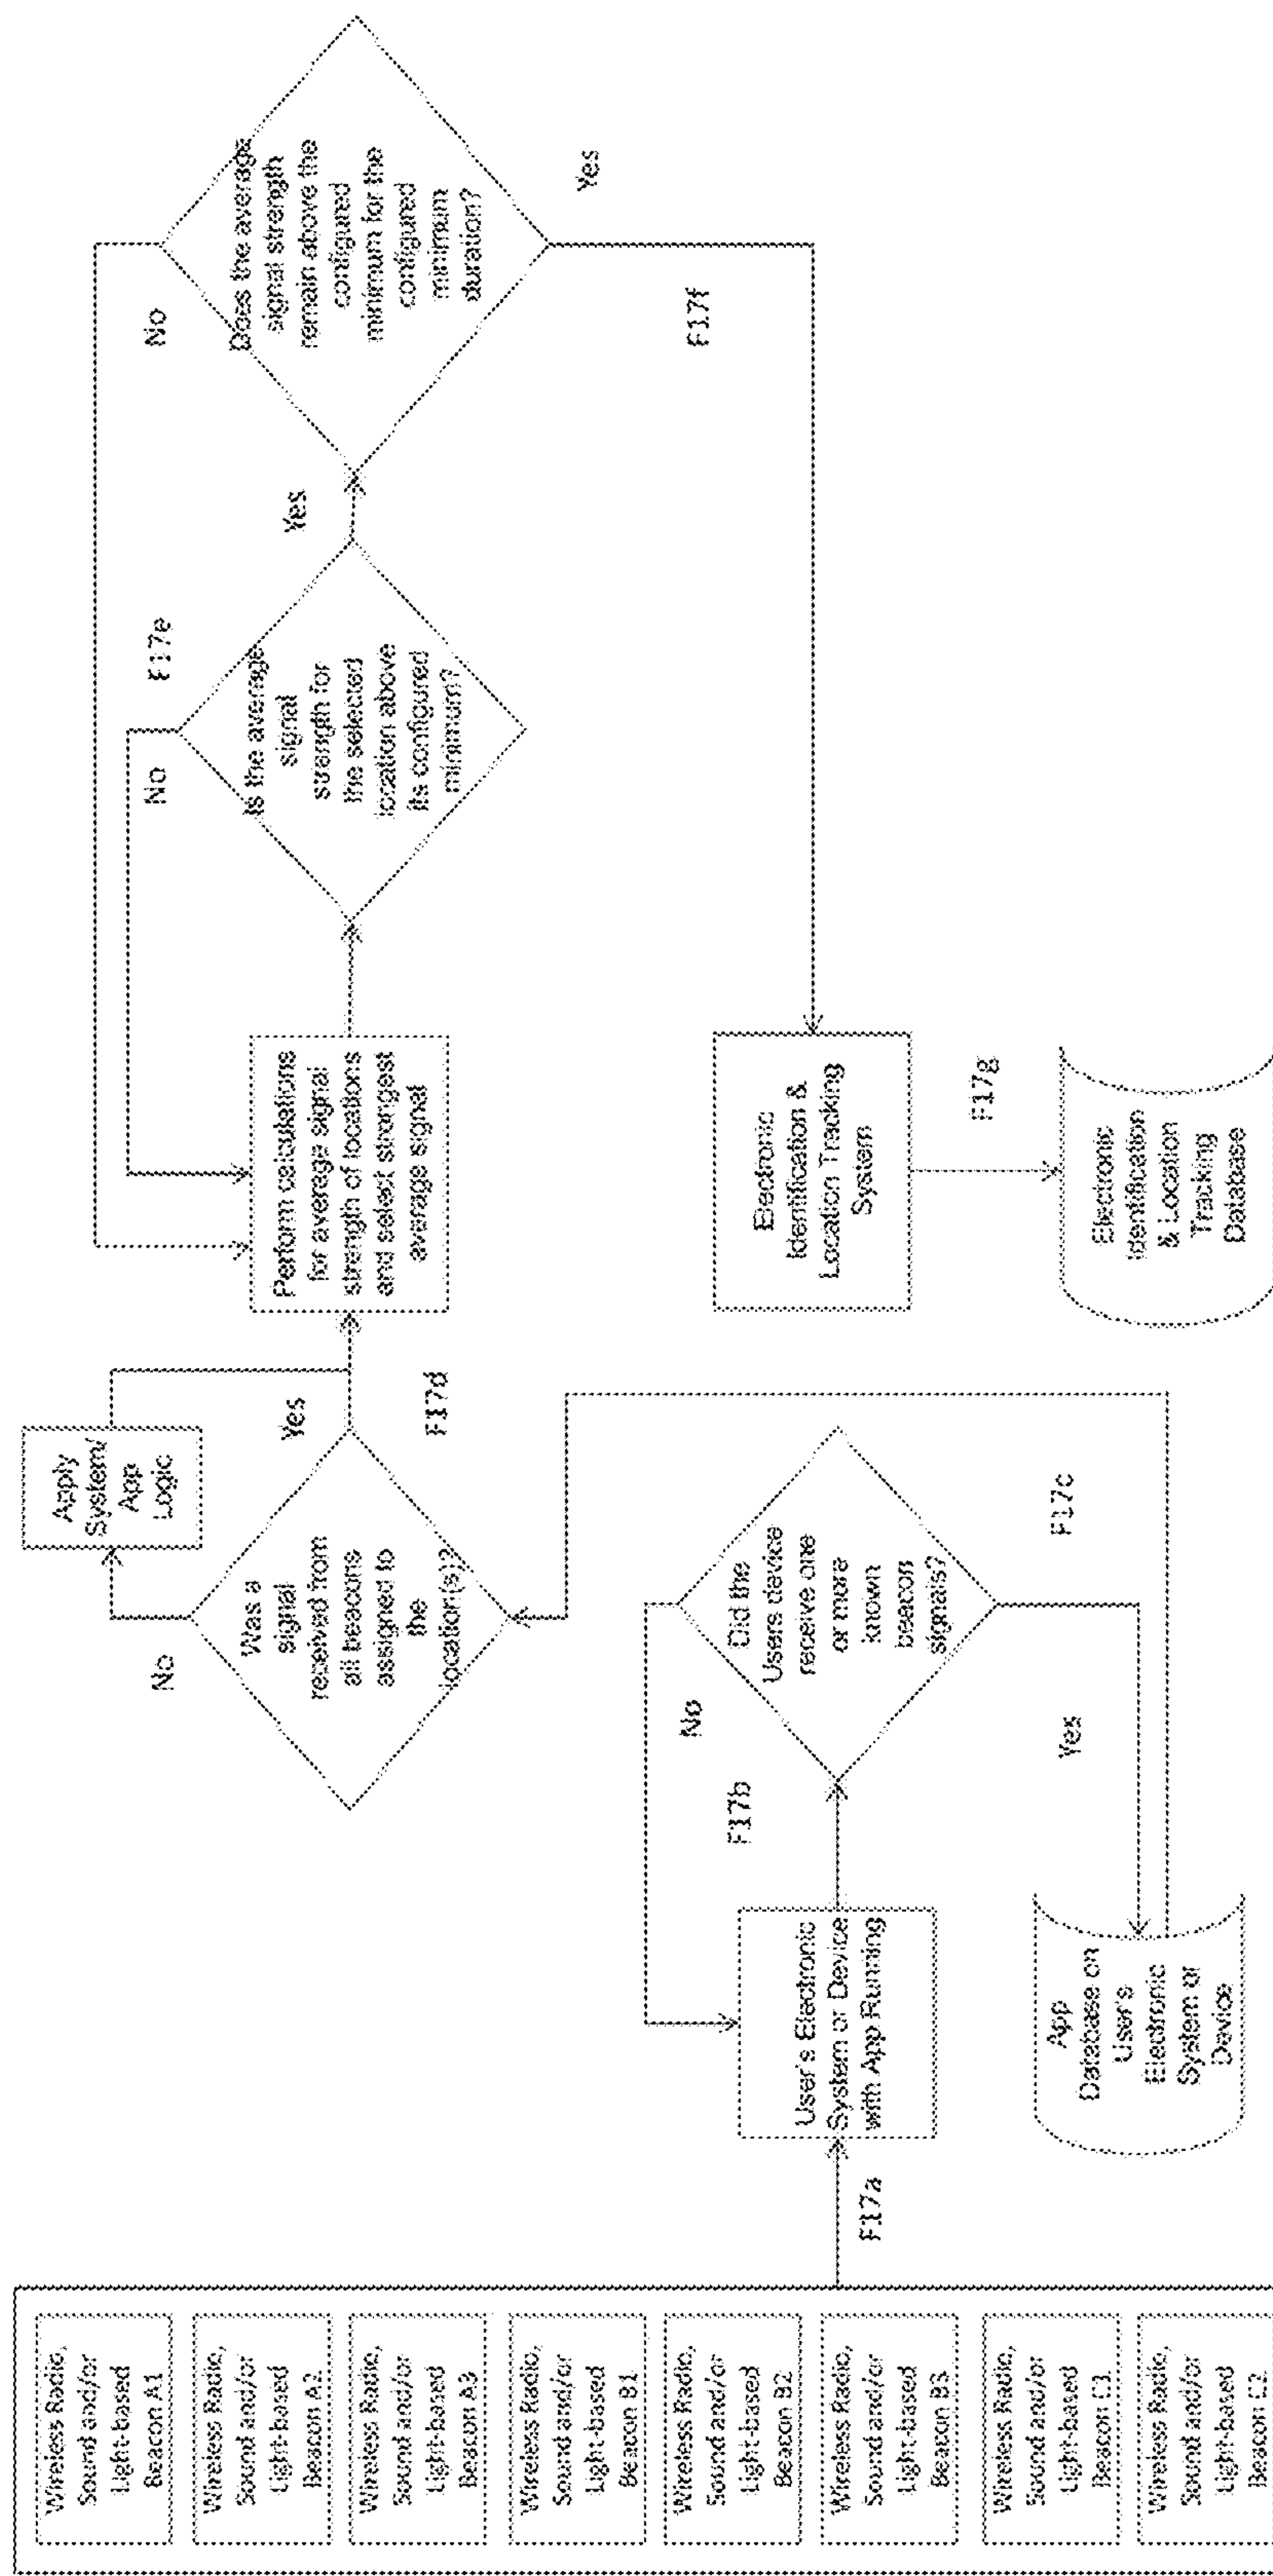 Wireless Radio,
Sound and/or
Light-based
Beacon A1
Wireless Radio,
Sound and/or
Light-based
Beacon A2
Wireless Radio,
Sound and/or
Light-based
Beacon A3
Wireless Radio,
Sound and/or
Light-based
Beacon B1
Wireless Radio,
Sound and/or
Light-based
Beacon B2
Wireless Radio,
Sound and/or
Light-based
Beacon B3
Wireless Radio,
Sound and/or
Light-based
Beacon C1
Wireless Radio,
Sound and/or
Light-based
Beacon C2
F17a
User's Electronic
System or Device
with App Running
F17b
No
Did the
Users device
receive one
or more
known
beacon
signals?
Yes
F17c
App
Database on
User's
Electronic
System or
Device
No
Was a
signal
received from
all beacons
assigned to
the
location(s)?
Apply
System/
App
Logic
Yes
F17d
Perform calculations
for average signal
strength of locations
and select strongest
average signal
No
F17e
Is the average
signal
strength for
the selected
location above
its configured
minimum?
Yes
No
Does the average
signal strength
remain above the
configured
minimum for the
configured
minimum
duration?
Yes
F17f
Electronic
Identification &
Location Tracking
System
F17g
Electronic
Identification
& Location
Tracking
Database